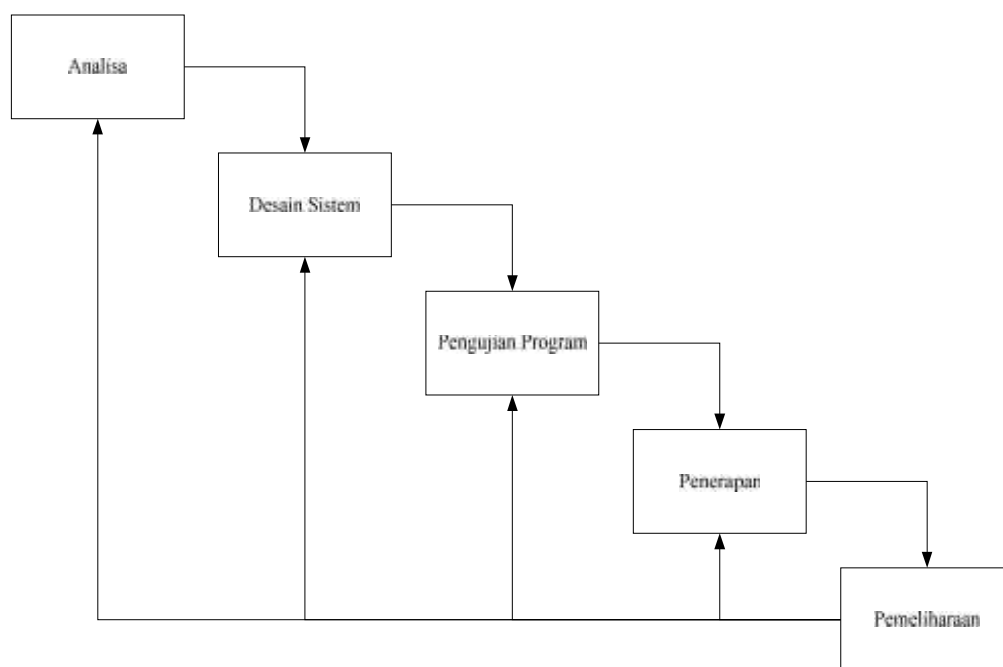 Analisa
Desain Sistem
Pengujian Program
Penerapan
Pemeliharaan